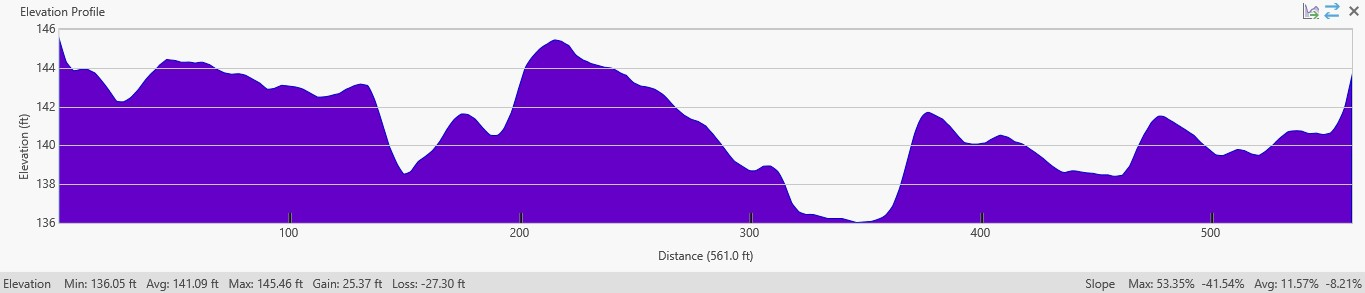 Elevation Profile
146
144
142
140
138
136
Elevation (ft)
100
200
300
400
500
Distance (561.0 ft)
Elevation Min: 136.05 ft Avg: 141.09 ft Max: 145.46 ft Gain: 25.37 ft Loss: -27.30 ft
Slope Max: 53.35% -41.54% Avg: 11.57% -8.21%